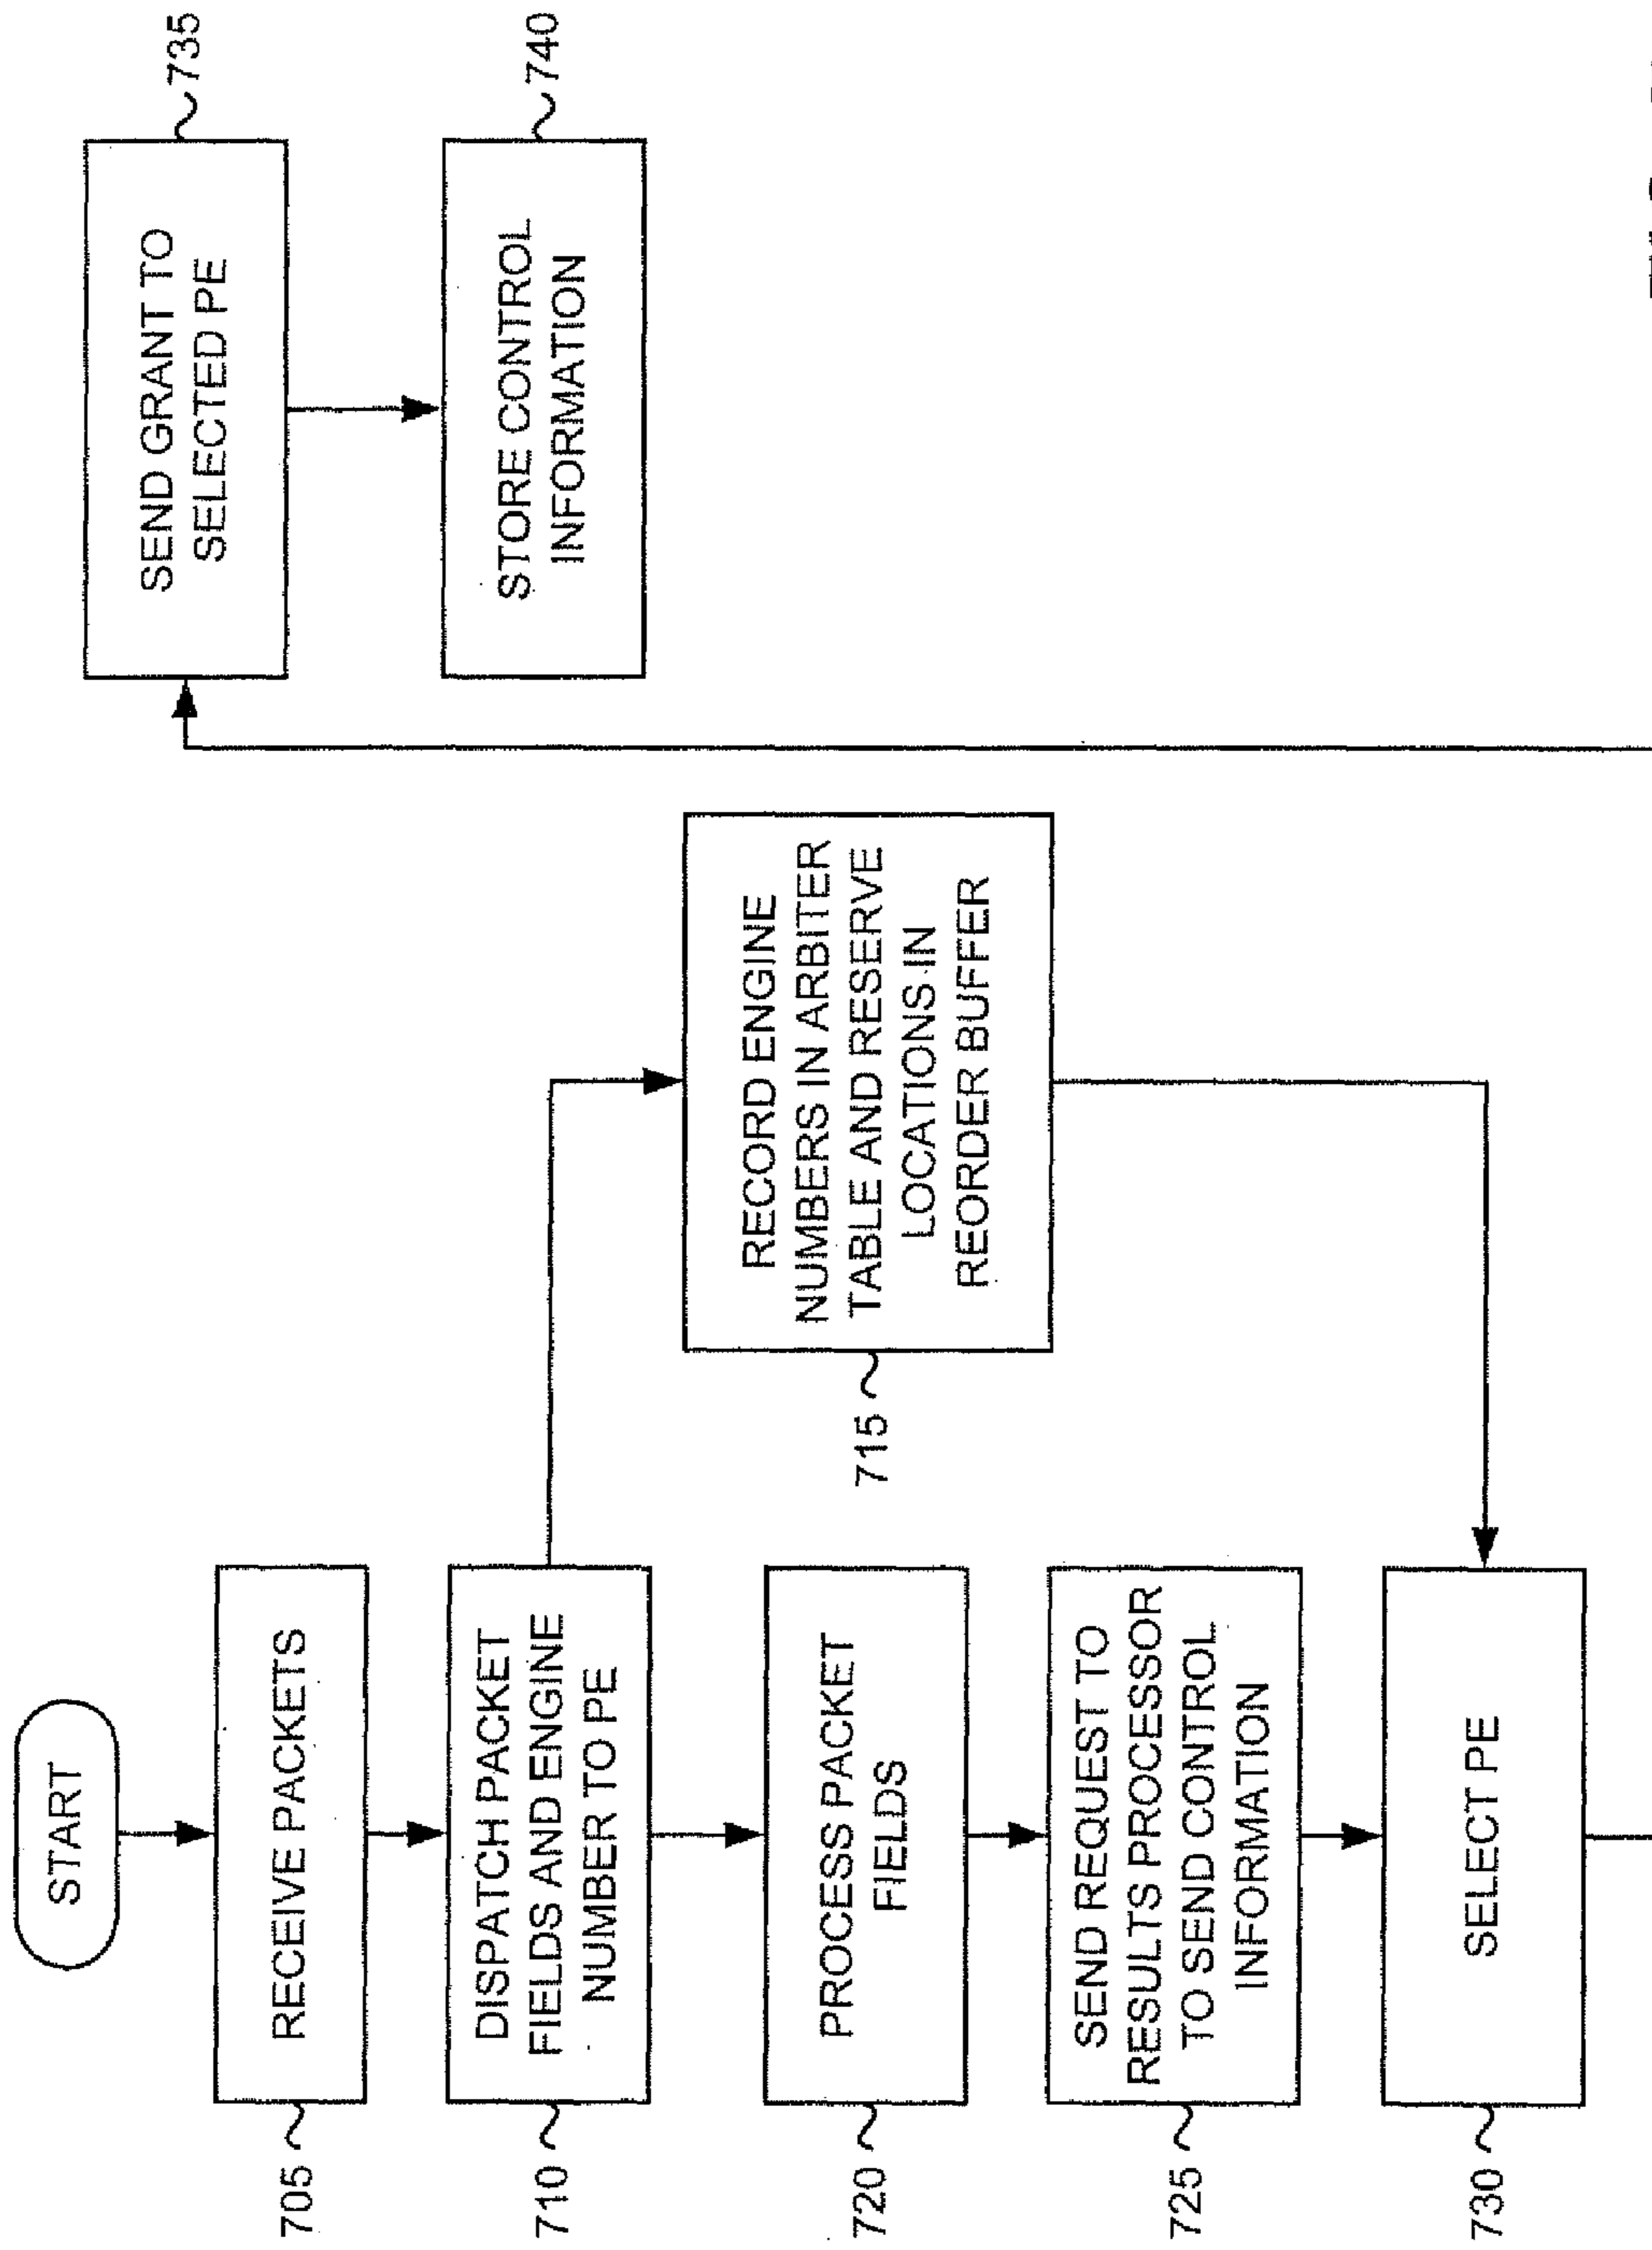 START
RECEIVE PACKETS
705
DISPATCH PACKET
FIELDS AND ENGINE
NUMBER TO PE
710
RECORD ENGINE
NUMBERS IN ARBITER
TABLE AND RESERVE
LOCATIONS IN
REORDER BUFFER
715
PROCESS PACKET
FIELDS
720
SEND REQUEST TO
RESULTS PROCESSOR
TO SEND CONTROL
INFORMATION
725
SELECT PE
730
SEND GRANT TO
SELECTED PE
735
STORE CONTROL
INFORMATION
740